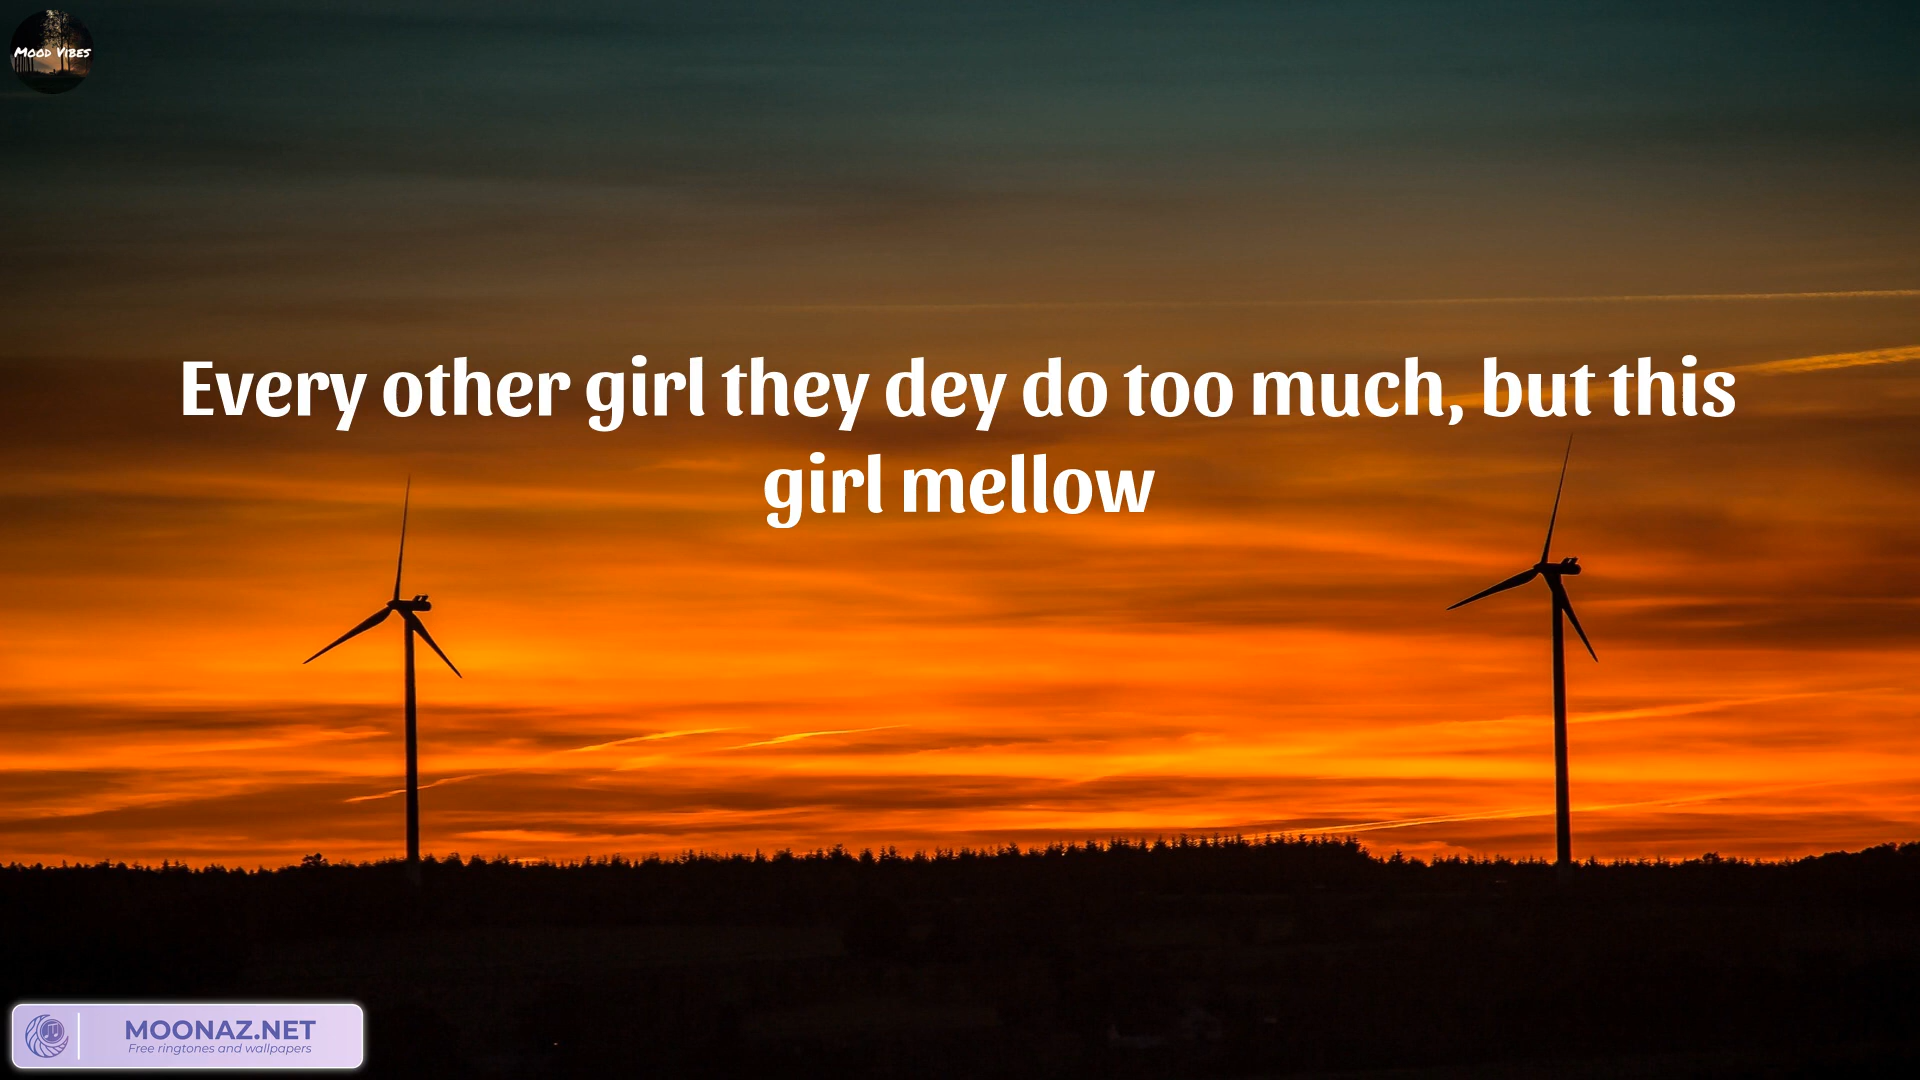 Mood Vibes
Every other girl they dey do too much, but this
girl mellow
MOONAZ.NET
Free ringtones and wallpapers